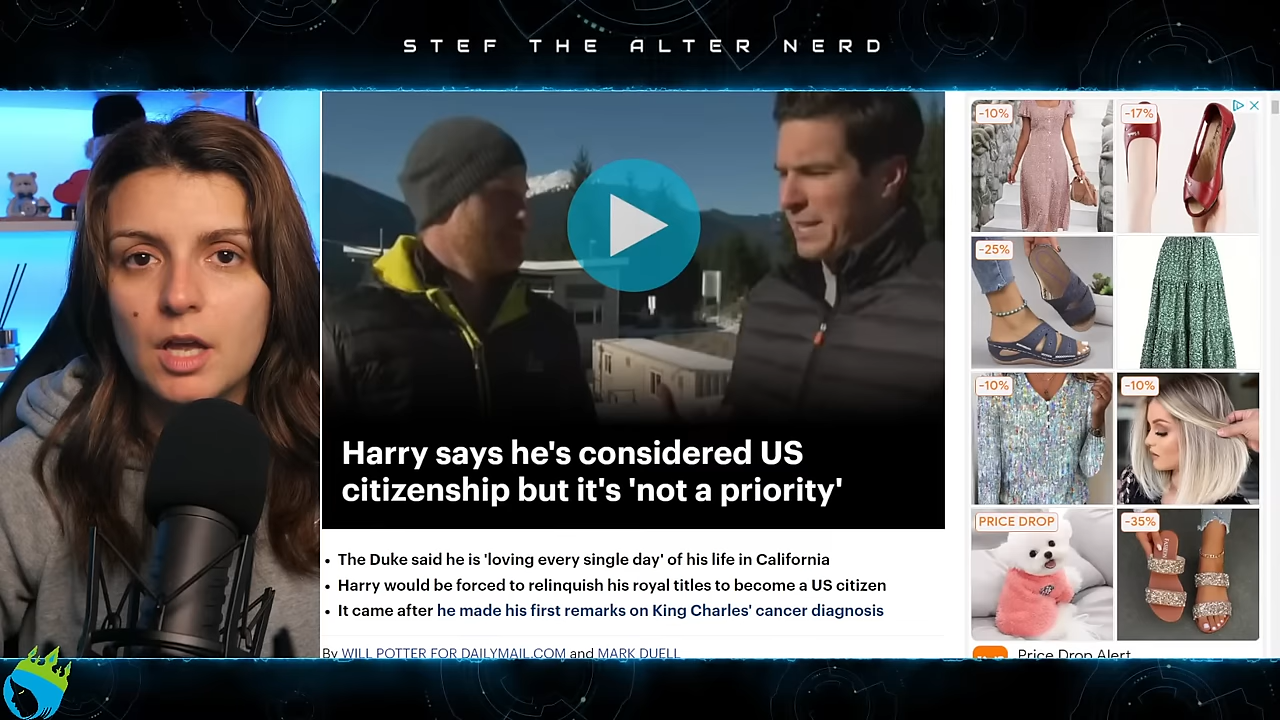 STEF THE ALTER NERD
Harry says he's considered US
citizenship but it's 'not a priority'
• The Duke said he is 'loving every single day' of his life in California
• Harry would be forced to relinquish his royal titles to become a US citizen
• It came after he made his first remarks on King Charles' cancer diagnosis
By WILL POTTER FOR DAILYMAIL.COM and MARK DUELL
-10%
-17%
-25%
-10%
-10%
PRICE DROP
-35%
Price Drop Alert